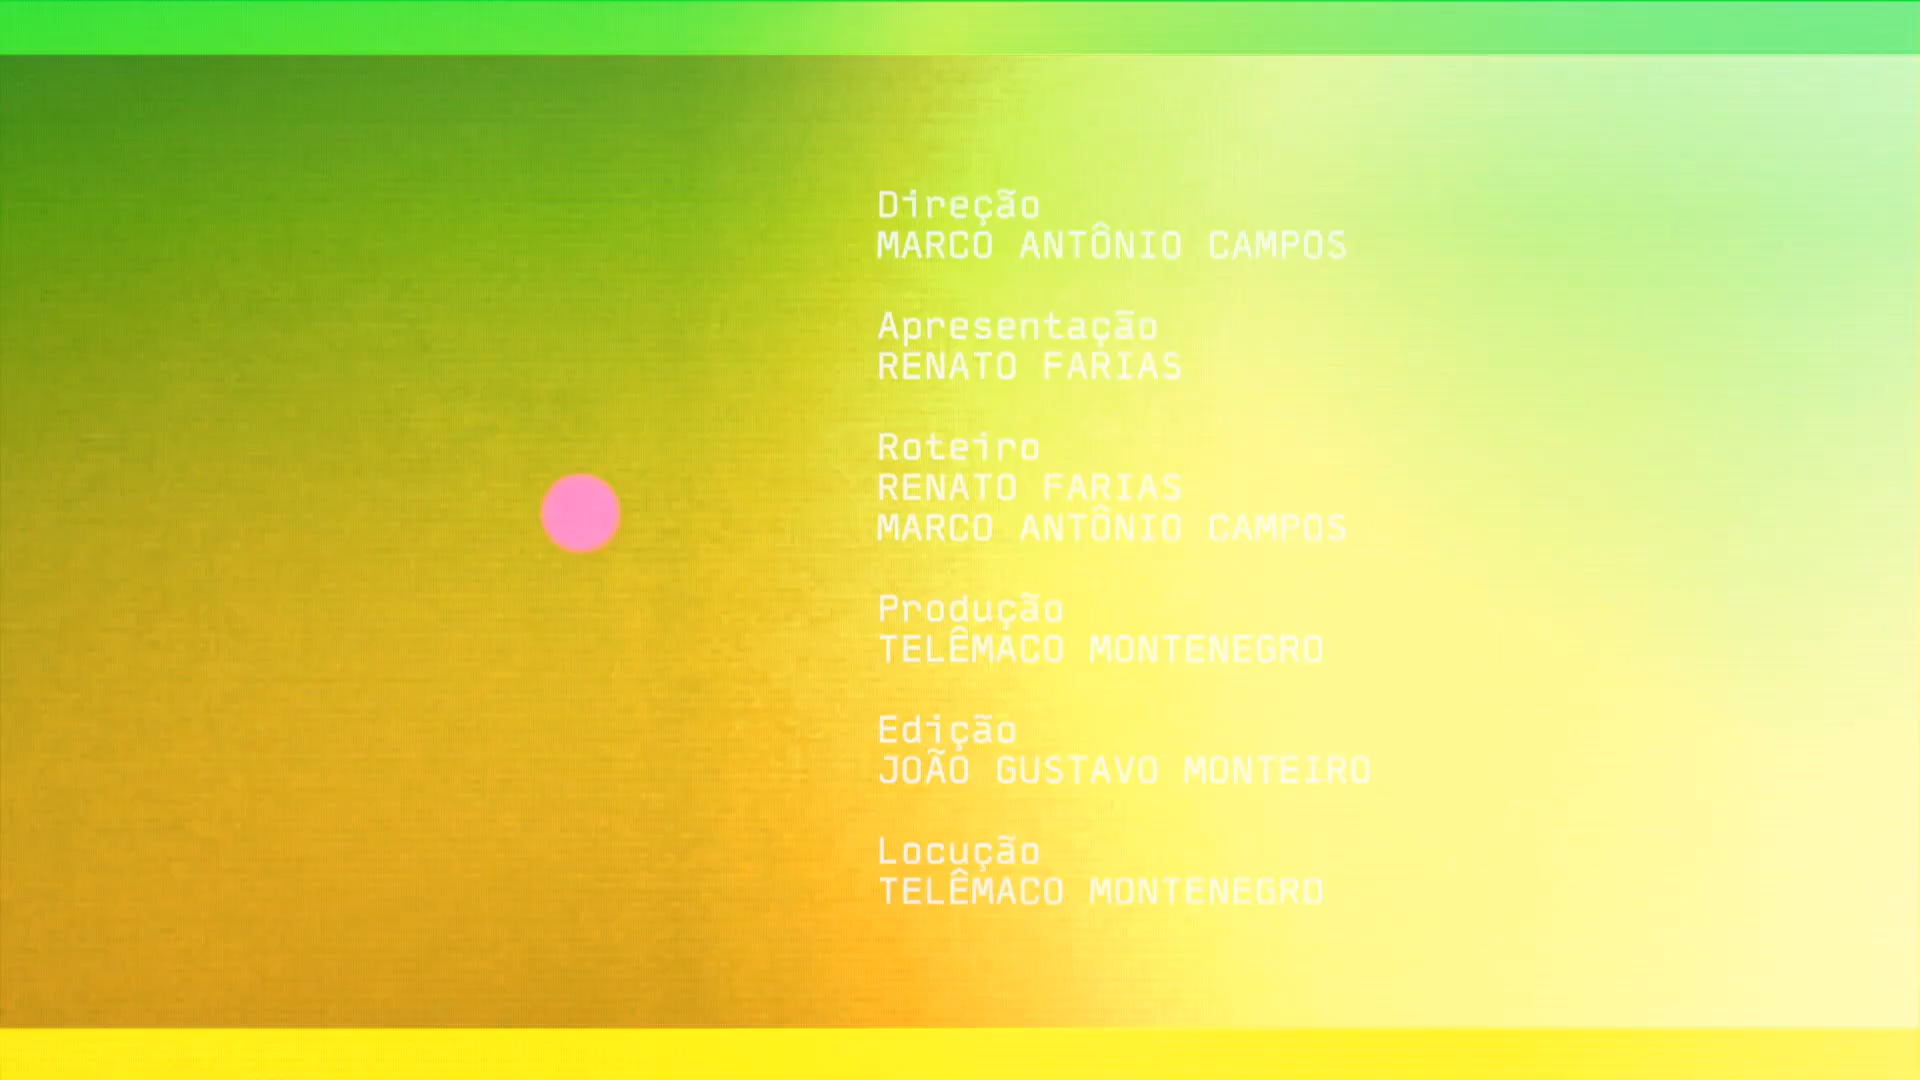 Direção
MARCO ANTÔNIO CAMPOS
Apresentação
RENATO FARIAS
Roteiro
RENATO FARIAS
MARCO ANTÔNIO CAMPOS
Produção
TELÊMACO MONTENEGRO
Edição
JOÃO GUSTAVO MONTEIRO
Locução
TELÊMACO MONTENEGRO